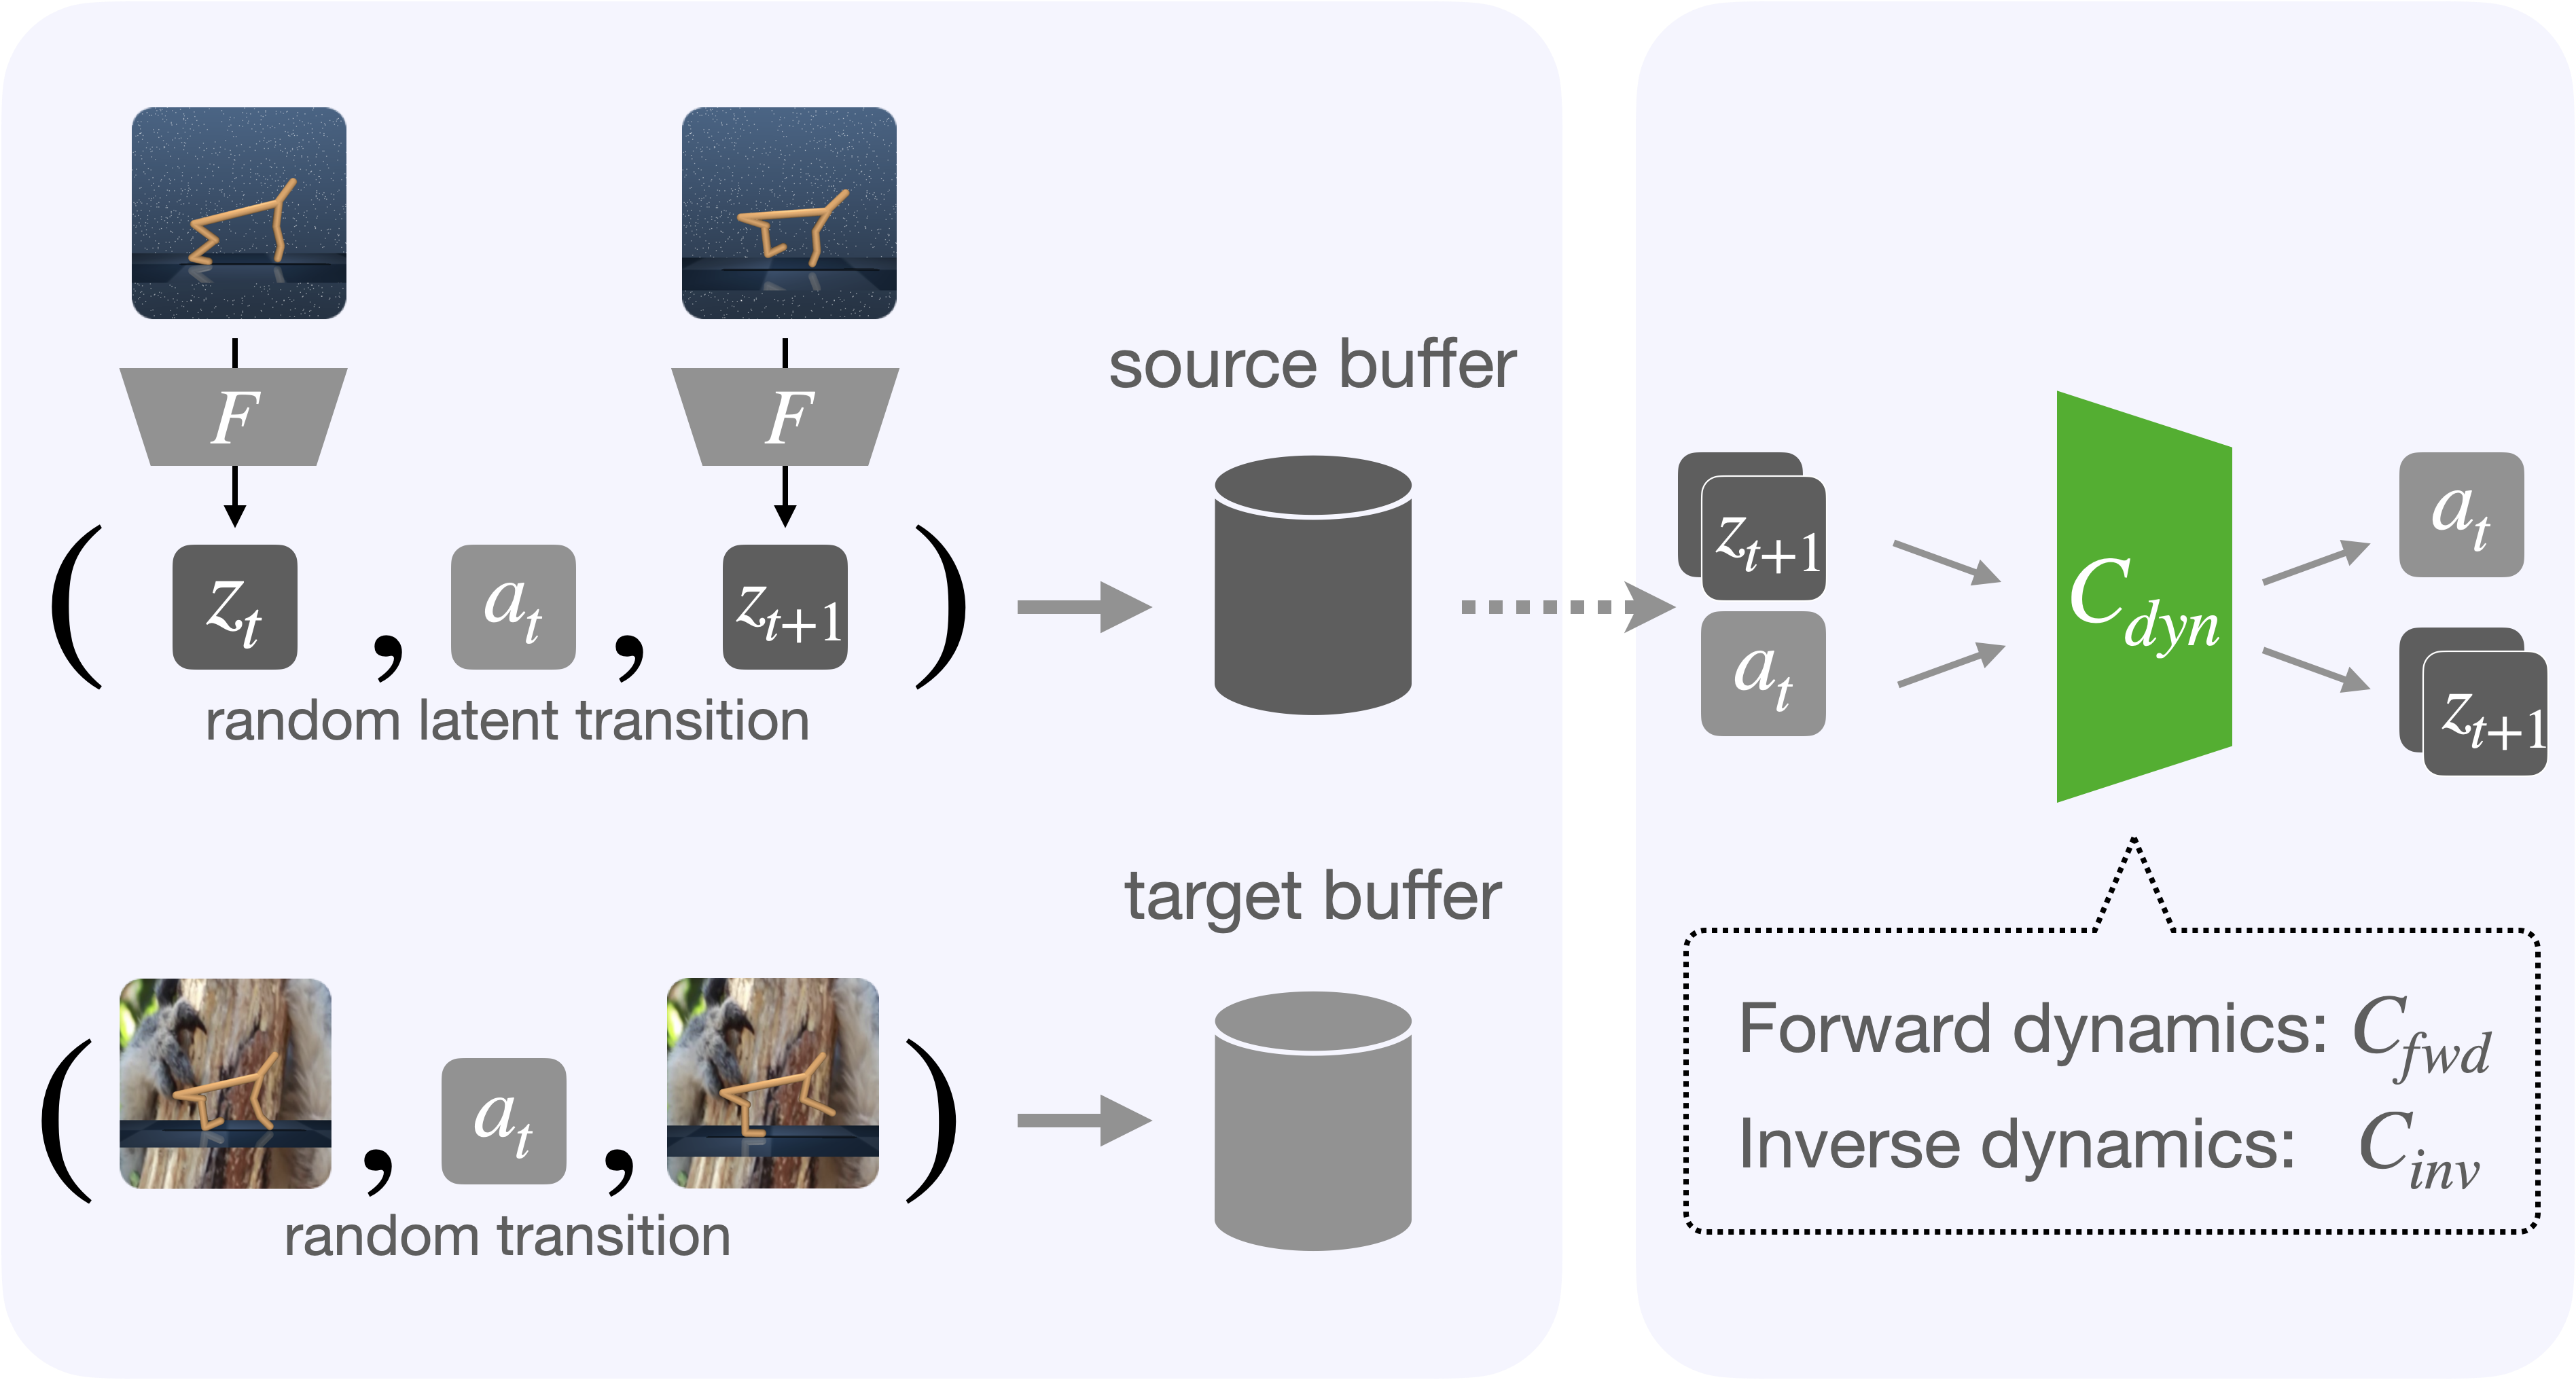 F
F
source buffer
( z_t , a_t , z_{t+1} )
random latent transition
target buffer
( , a_t , )
random transition
z_{t+1}
a_t
C_{dyn}
a_t
z_{t+1}
Forward dynamics: C_{fwd}
Inverse dynamics: C_{inv}